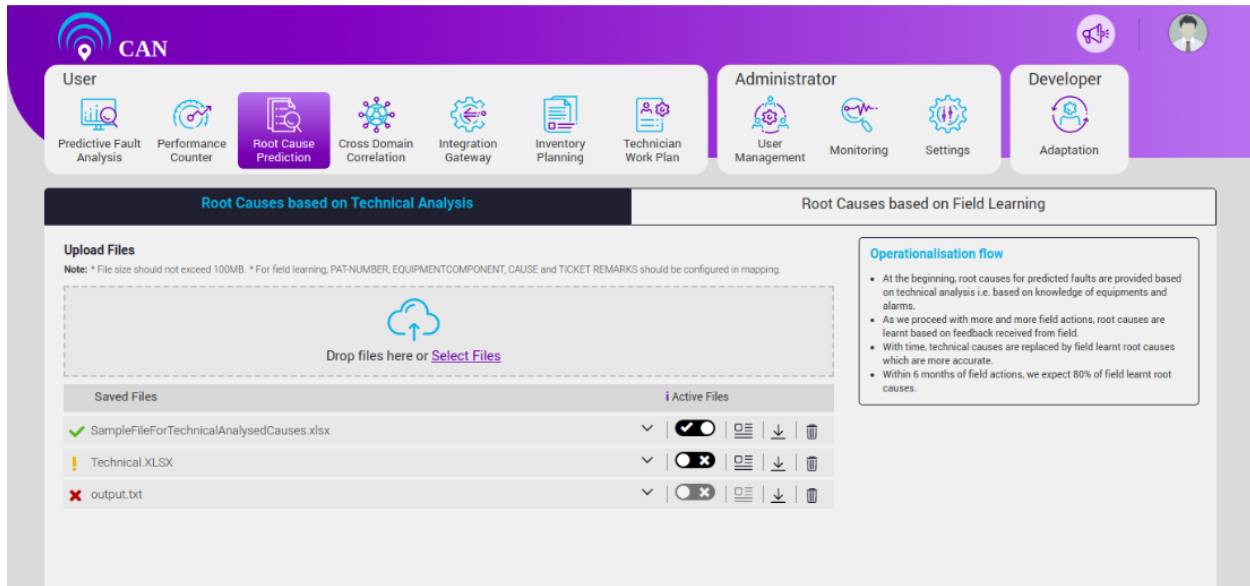 CAN
User
Administrator
Developer
Predictive Fault
Analysis
Performance
Counter
Root Cause
Prediction
Cross Domain
Correlation
Integration
Gateway
Inventory
Planning
Technician
Work Plan
User
Management
Monitoring
Settings
Adaptation
Root Causes based on Technical Analysis
Root Causes based on Field Learning
Upload Files
Note: * File size should not exceed 100MB. * For field learning, PAT-NUMBER, EQUIPMENTCOMPONENT, CAUSE and TICKET REMARKS should be configured in mapping.
Drop files here or Select Files
Saved Files
i Active Files
SampleFileForTechnicalAnalysedCauses.xlsx
Technical.XLSX
output.txt
Operationalisation flow
• At the beginning, root causes for predicted faults are provided based
on technical analysis i.e. based on knowledge of equipments and
alarms.
• As we proceed with more and more field actions, root causes are
learnt based on feedback received from field.
• With time, technical causes are replaced by field learnt root causes
which are more accurate.
• Within 6 months of field actions, we expect 80% of field learnt root
causes.